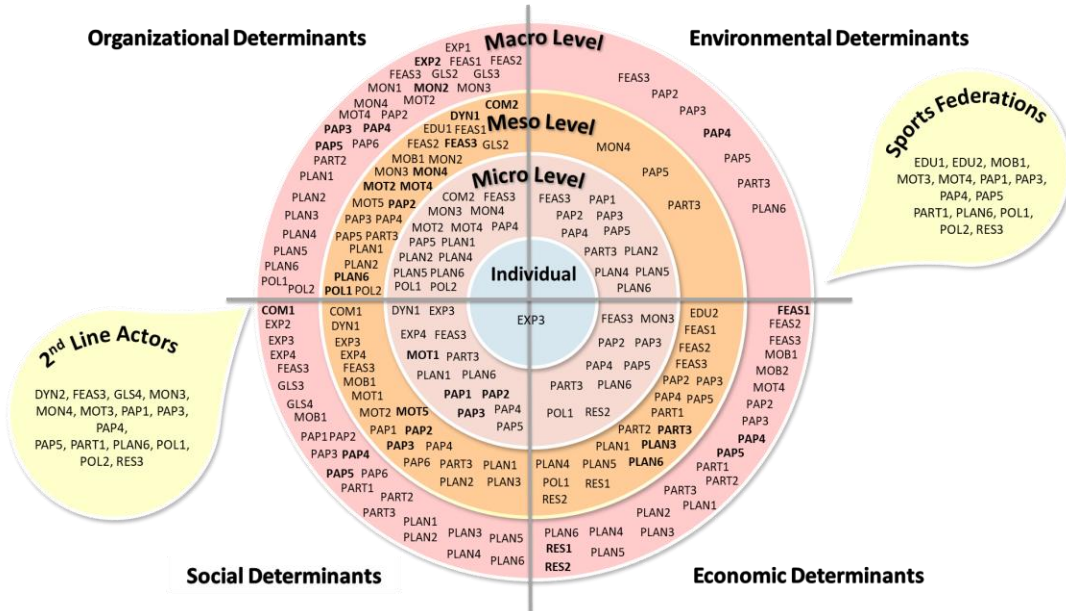 Organizational Determinants
Environmental Determinants
Macro Level
EXP1
EXP2 FEAS1 FEAS2
FEAS3 GLS2 GLS3
MON1 MON2 MON3
MON4 MOT2
MOT4 PAP2
PAP3 PAP4
PAP5 PAP6
PART2
PLAN1
PLAN2
PLAN3
PLAN4
PLAN5
PLAN6
POL1
POL2
FEAS3
PAP2
PAP3
PAP4
PAP5
PART3
PLAN6
Meso Level
COM2
DYN1
EDU1 FEAS1
FEAS2 FEAS3 GLS2
MOB1 MON2
MON3 MON4
MOT2 MOT4
MOT5 PAP2
PAP3 PAP4
PAP5 PART3
PLAN1
PLAN2
PLAN6
POL1 POL2
MON4
PAP5
PART3
Micro Level
COM2 FEAS3
MON3 MON4
MOT2 MOT4 PAP4
PAP5 PLAN1
PLAN2 PLAN4
PLAN5 PLAN6
POL1 POL2
FEAS3 PAP1
PAP2 PAP3
PAP4 PAP5
PART3 PLAN2
PLAN4 PLAN5
PLAN6
Individual
EXP3
Sports Federations
EDU1, EDU2, MOB1,
MOT3, MOT4, PAP1, PAP3,
PAP4, PAP5
PART1, PLAN6, POL1,
POL2, RES3
2nd Line Actors
DYN2, FEAS3, GLS4, MON3,
MON4, MOT3, PAP1, PAP3,
PAP4,
PAP5, PART1, PLAN6, POL1,
POL2, RES3
COM1
EXP2
EXP3
EXP4
FEAS3
GLS3
GLS4
MOB1
PAP1 PAP2
PAP3 PAP4
PAP5 PAP6
PART1
PART2
PART3
PLAN1
PLAN2
PLAN3
PLAN4
PLAN5
PLAN6
COM1
DYN1
EXP3
EXP4
FEAS3
MOB1
MOT1
MOT2 MOT5
PAP1 PAP2
PAP3 PAP4
PAP6 PART3 PLAN1
PLAN2 PLAN3
DYN1 EXP3
EXP4 FEAS3
MOT1 PART3
PLAN1 PLAN6
PAP1 PAP2
PAP3 PAP4
PAP5
FEAS3 MON3
PAP2 PAP3
PAP4 PAP5
PART3 PLAN6
POL1 RES2
EDU2
FEAS1
FEAS2
FEAS3
PAP2 PAP3
PAP4 PAP5
PART1
PART2 PART3
PLAN1 PLAN3
PLAN6
PLAN4 PLAN5
POL1 RES1
RES2
FEAS1
FEAS2
FEAS3
MOB1
MOB2
MOT4
PAP2
PAP3
PAP4
PAP5
PART1
PART2
PART3
PLAN1
PLAN2
PLAN3
PLAN6 PLAN4
RES1 PLAN5
RES2
Social Determinants
Economic Determinants